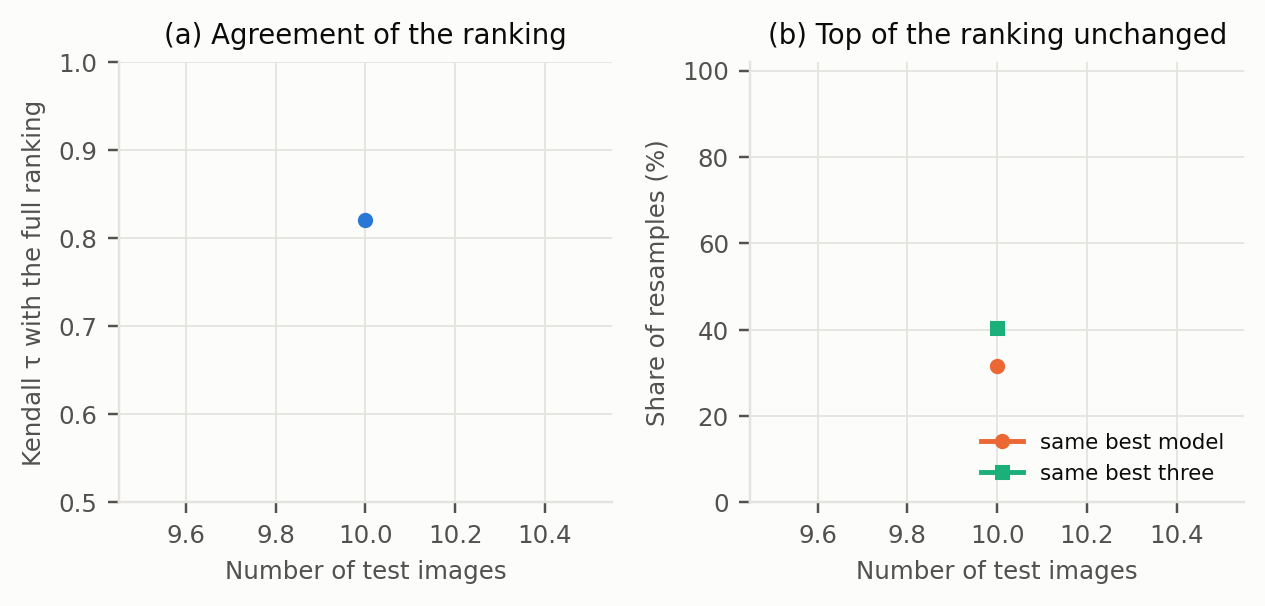 (a) Agreement of the ranking
Kendall τ with the full ranking
1.0
0.9
0.8
0.7
0.6
0.5
9.6 9.8 10.0 10.2 10.4
Number of test images
(b) Top of the ranking unchanged
Share of resamples (%)
100
80
60
40
20
0
same best model
same best three
9.6 9.8 10.0 10.2 10.4
Number of test images